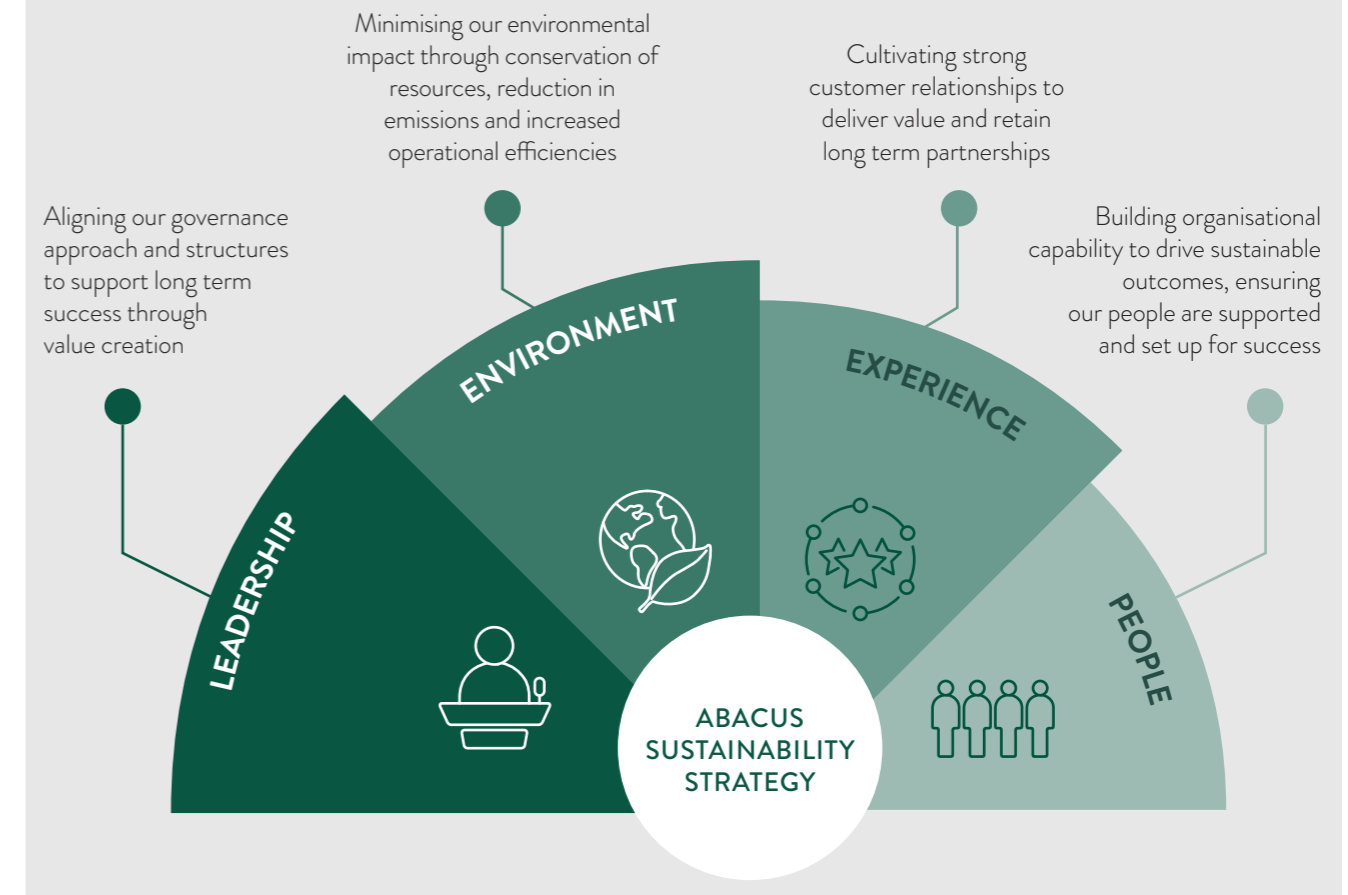 Minimising our environmental
impact through conservation of
resources, reduction in
emissions and increased
operational efficiencies
Cultivating strong
customer relationships to
deliver value and retain
long term partnerships
Aligning our governance
approach and structures
to support long term
success through
value creation
Building organisational
capability to drive sustainable
outcomes, ensuring
our people are supported
and set up for success
LEADERSHIP
ENVIRONMENT
EXPERIENCE
PEOPLE
ABACUS
SUSTAINABILITY
STRATEGY